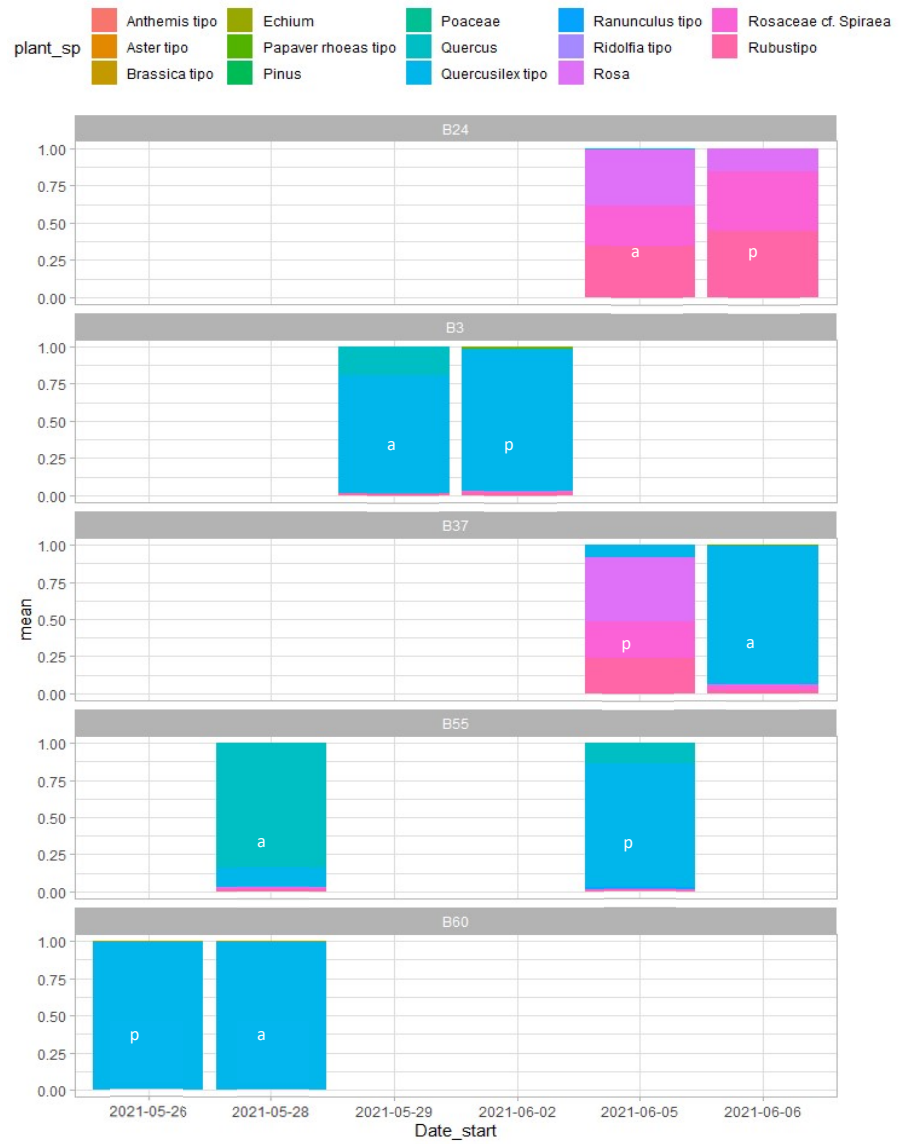 plant_sp
Anthemis tipo Echium Poaceae Ranunculus tipo Rosaceae cf. Spiraea
Aster tipo Papaver rhoeas tipo Quercus Ridolfia tipo Rubustipo
Brassica tipo Pinus Quercusilex tipo Rosa
B24
1.00
0.75
0.50
0.25
0.00
a p
B3
1.00
0.75
0.50
0.25
0.00
a p
B37
1.00
0.75
0.50
0.25
0.00
p a
mean
B55
1.00
0.75
0.50
0.25
0.00
a p
B60
1.00
0.75
0.50
0.25
0.00
p a
2021-05-26 2021-05-28 2021-05-29 2021-06-02 2021-06-05 2021-06-06
Date_start